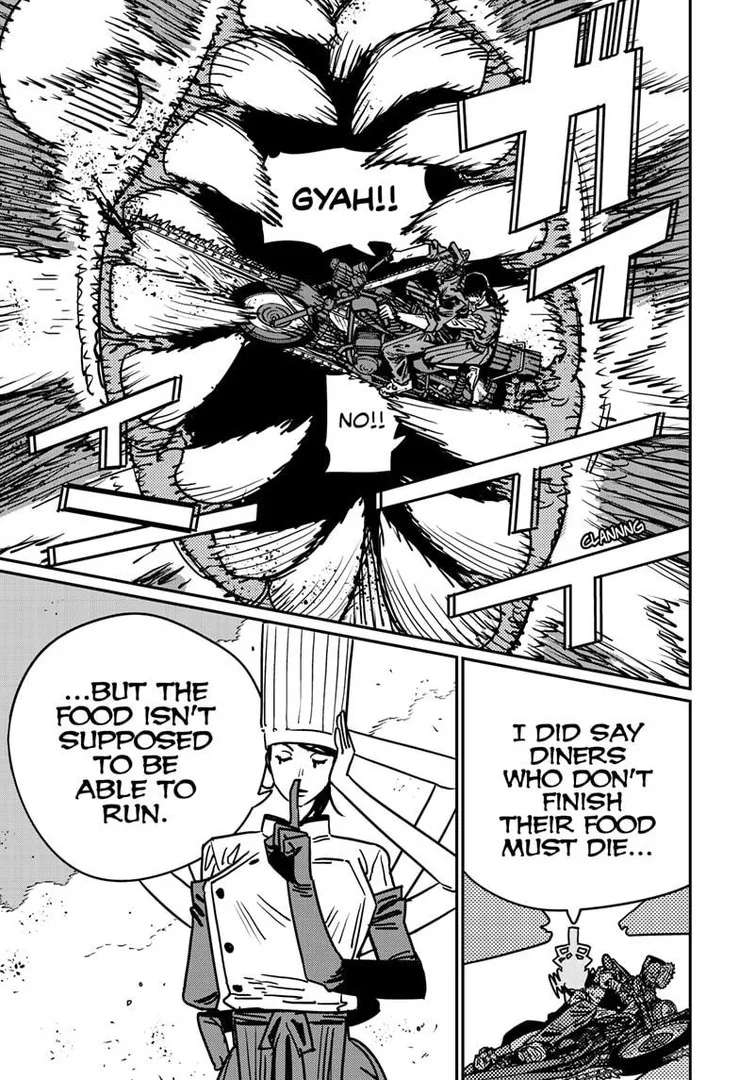 GYAH!!
NO!!
CLANNNG
I DID SAY
DINERS
WHO DON'T
FINISH
THEIR FOOD
MUST DIE...
...BUT THE
FOOD ISN'T
SUPPOSED
TO BE
ABLE TO
RUN.